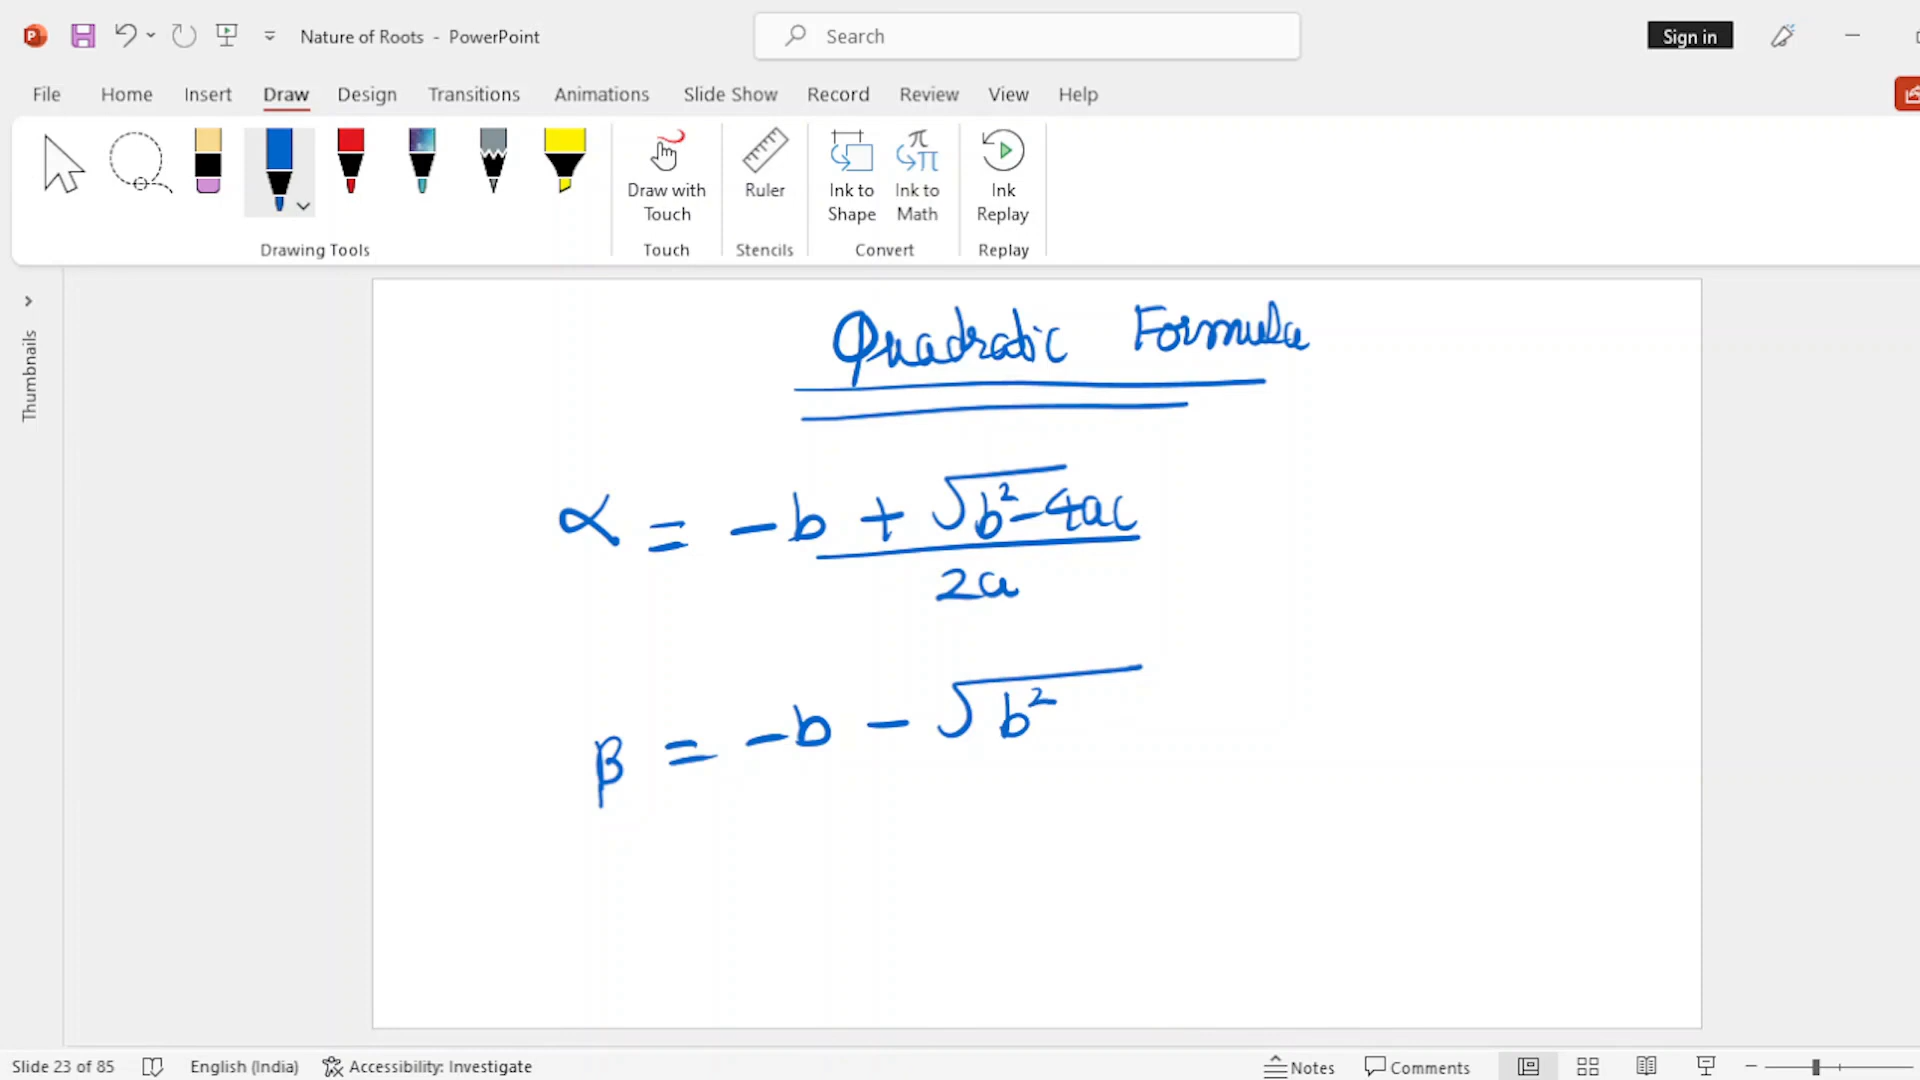 Nature of Roots - PowerPoint
Search
Sign in
File Home Insert Draw Design Transitions Animations Slide Show Record Review View Help
Draw with Touch
Ruler
Ink to Shape
Ink to Math
Ink Replay
Drawing Tools
Touch
Stencils
Convert
Replay
Thumbnails
Quadratic Formula
α = -b + √b²-4ac
2a
β = -b - √b²
Slide 23 of 85
English (India)
Accessibility: Investigate
Notes
Comments